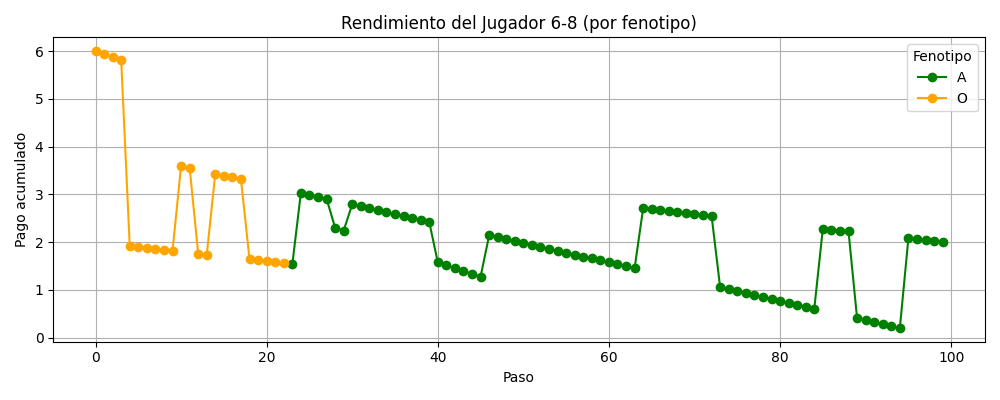 Rendimiento del Jugador 6-8 (por fenotipo)
Pago acumulado
6
5
4
3
2
1
0
Fenotipo
A
O
0 20 40 60 80 100
Paso